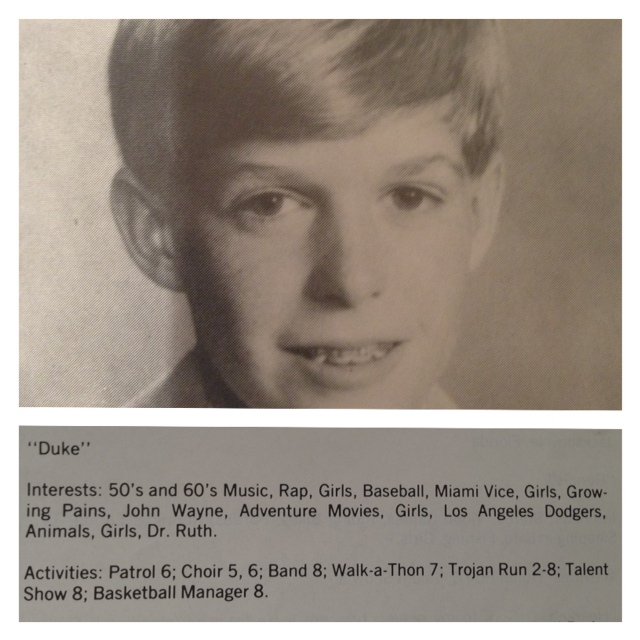 "Duke"
Interests: 50's and 60's Music, Rap, Girls, Baseball, Miami Vice, Girls, Grow-
ing Pains, John Wayne, Adventure Movies, Girls, Los Angeles Dodgers,
Animals, Girls, Dr. Ruth.
Activities: Patrol 6; Choir 5, 6; Band 8; Walk-a-Thon 7; Trojan Run 2-8; Talent
Show 8; Basketball Manager 8.